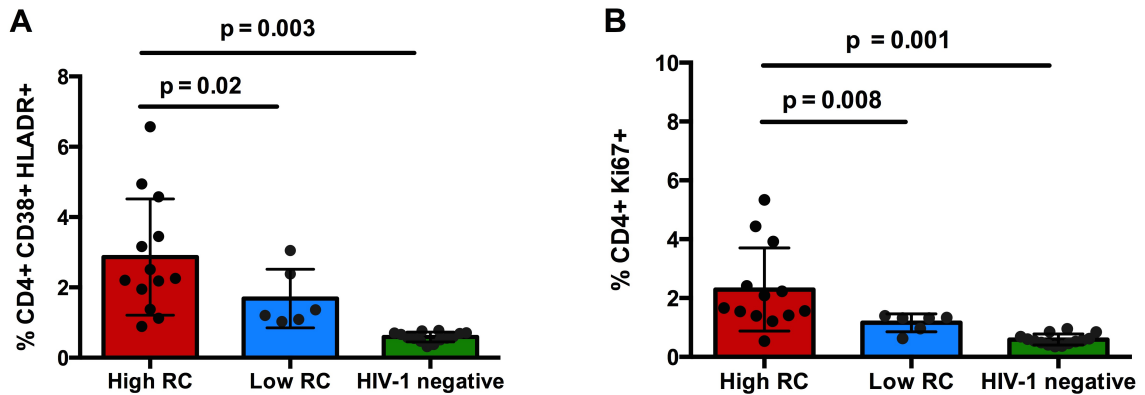 A
p = 0.003
p = 0.02
% CD4+ CD38+ HLADR+
8
6
4
2
0
High RC Low RC HIV-1 negative
B
p = 0.001
p = 0.008
% CD4+ Ki67+
10
8
6
4
2
0
High RC Low RC HIV-1 negative